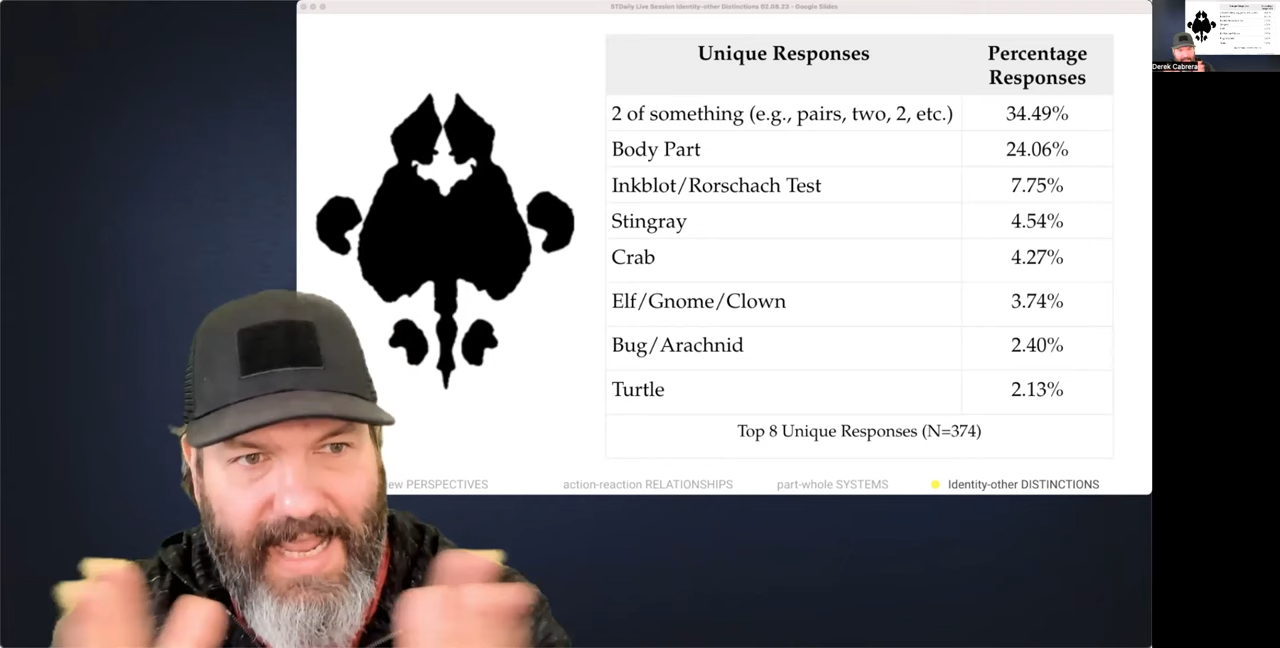 STDaily Live Session Identity-other Distinctions 02.08.23 - Google Slides
Unique Responses
Percentage Responses
2 of something (e.g., pairs, two, 2, etc.)
34.49%
Body Part
24.06%
Inkblot/Rorschach Test
7.75%
Stingray
4.54%
Crab
4.27%
Elf/Gnome/Clown
3.74%
Bug/Arachnid
2.40%
Turtle
2.13%
Top 8 Unique Responses (N=374)
PERSPECTIVES
action-reaction RELATIONSHIPS
part-whole SYSTEMS
Identity-other DISTINCTIONS
Derek Cabrera